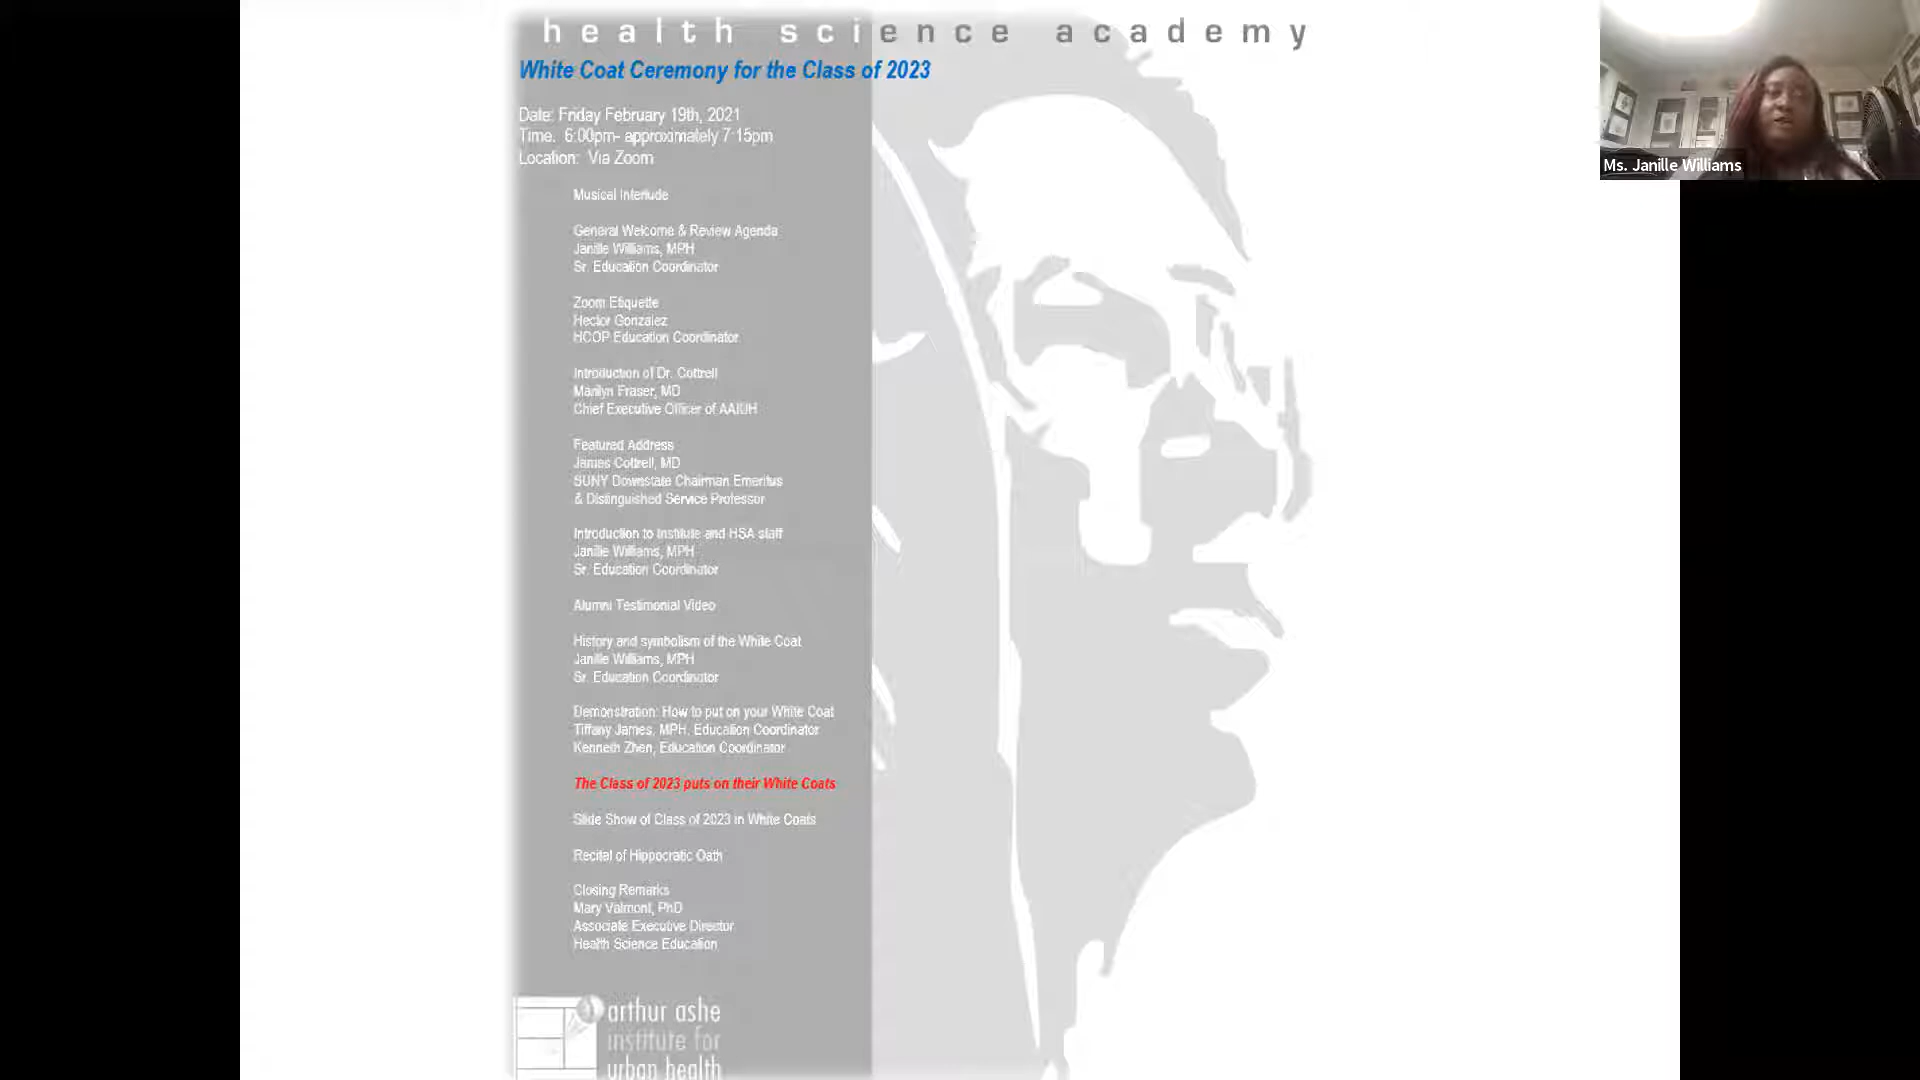 health science academy
White Coat Ceremony for the Class of 2023
Date: Friday February 19th, 2021
Time. 6:00pm- approximately 7:15pm
Location: Via Zoom
Musical Interlude
General Welcome & Review Agenda
Janille Williams, MPH
Sr. Education Coordinator
Zoom Etiquette
Hector Gonzalez
HCOP Education Coordinator
Introduction of Dr. Cottrell
Marilyn Fraser, MD
Chief Executive Officer of AAIUH
Featured Address
James Cottrell, MD
SUNY Downstate Chairman Emeritus
& Distinguished Service Professor
Introduction to Institute and HSA staff
Janille Williams, MPH
Sr. Education Coordinator
Alumni Testimonial Video
History and symbolism of the White Coat
Janille Williams, MPH
Sr. Education Coordinator
Demonstration: How to put on your White Coat
Tiffany James, MPH, Education Coordinator
Kenneth Zhen, Education Coordinator
The Class of 2023 puts on their White Coats
Slide Show of Class of 2023 in White Coats
Recital of Hippocratic Oath
Closing Remarks
Mary Valmont, PhD
Associate Executive Director
Health Science Education
arthur ashe
institute for
urban health
Ms. Janille Williams